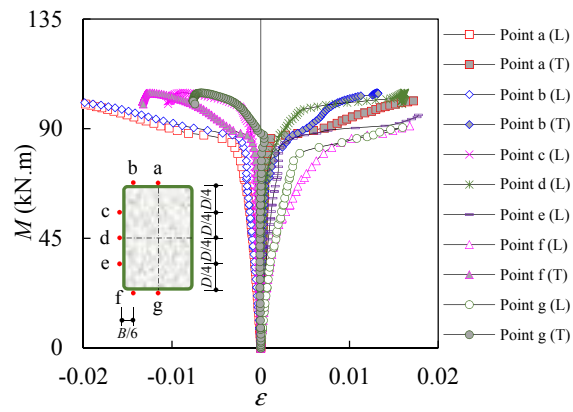 135
90
45
0
M (kN.m)
-0.02 -0.01 0 0.01 0.02
ε
b a
c
d
e
f g
D/4
D/4
D/4
D/4
B/6
Point a (L)
Point a (T)
Point b (L)
Point b (T)
Point c (L)
Point d (L)
Point e (L)
Point f (L)
Point f (T)
Point g (L)
Point g (T)